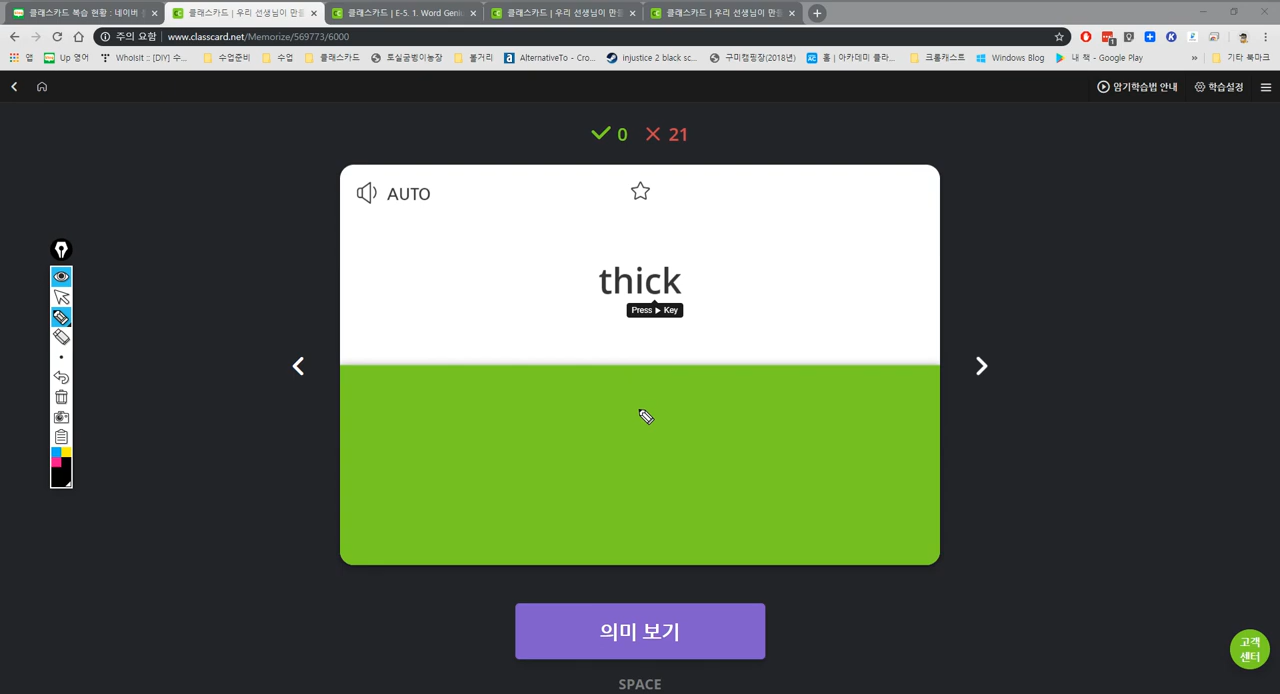 클래스카드 복습 현황 : 네이버
클래스카드 | 우리 선생님이 만든
클래스카드 | E-5. 1. Word Geni
클래스카드 | 우리 선생님이 만든
클래스카드 | 우리 선생님이 만든
주의 요함 | www.classcard.net/Memorize/569773/6000
앱
Up 영어
WhoIsIt :: [DIY] 수...
수업준비
수업
클래스카드
토실굼벵이농장
볼거리
AlternativeTo - Cro...
injustice 2 black sc...
구미캠핑장(2018년)
홈 | 아카데미 클라...
크롬캐스트
Windows Blog
내 책 - Google Play
»
기타 북마크
암기학습법 안내
학습설정
0 21
AUTO
thick
Press ▶ Key
의미 보기
SPACE
고객
센터